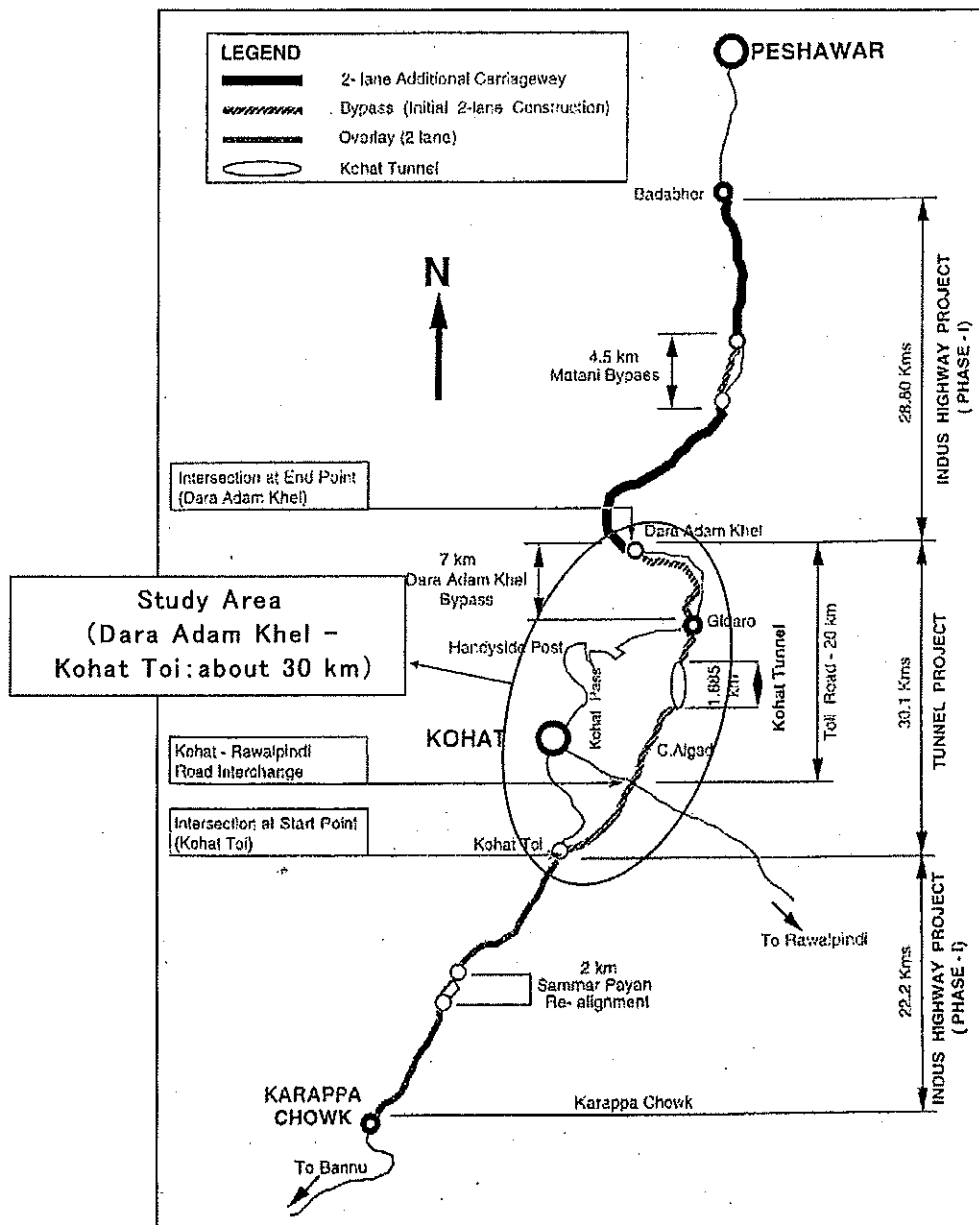 LEGEND
2- lane Additional Carriageway
Bypass (Initial 2-lane Construction)
Overlay (2 lane)
Kohat Tunnel
PESHAWAR
Badabher
N
4.5 km
Matani Bypass
28.80 Kms
INDUS HIGHWAY PROJECT
( PHASE - I )
Intersection at End Point
(Dara Adam Khel)
Dara Adam Khel
7 km
Dara Adam Khel
Bypass
Study Area
(Dara Adam Khel –
Kohat Toi:about 30 km)
Gidaro
Handyside Post
Kohat Pass
1.885
km
Kohat Tunnel
Toll Road - 20 km
30.1 Kms
TUNNEL PROJECT
KOHAT
C.Algad
Kohat - Rawalpindi
Road Interchange
Intersection at Start Point
(Kohat Toi)
Kohat Toi
To Rawalpindi
2 km
Sammar Payan
Re- alignment
22.2 Kms
INDUS HIGHWAY PROJECT
(PHASE - I)
KARAPPA
CHOWK
Karappa Chowk
To Bannu